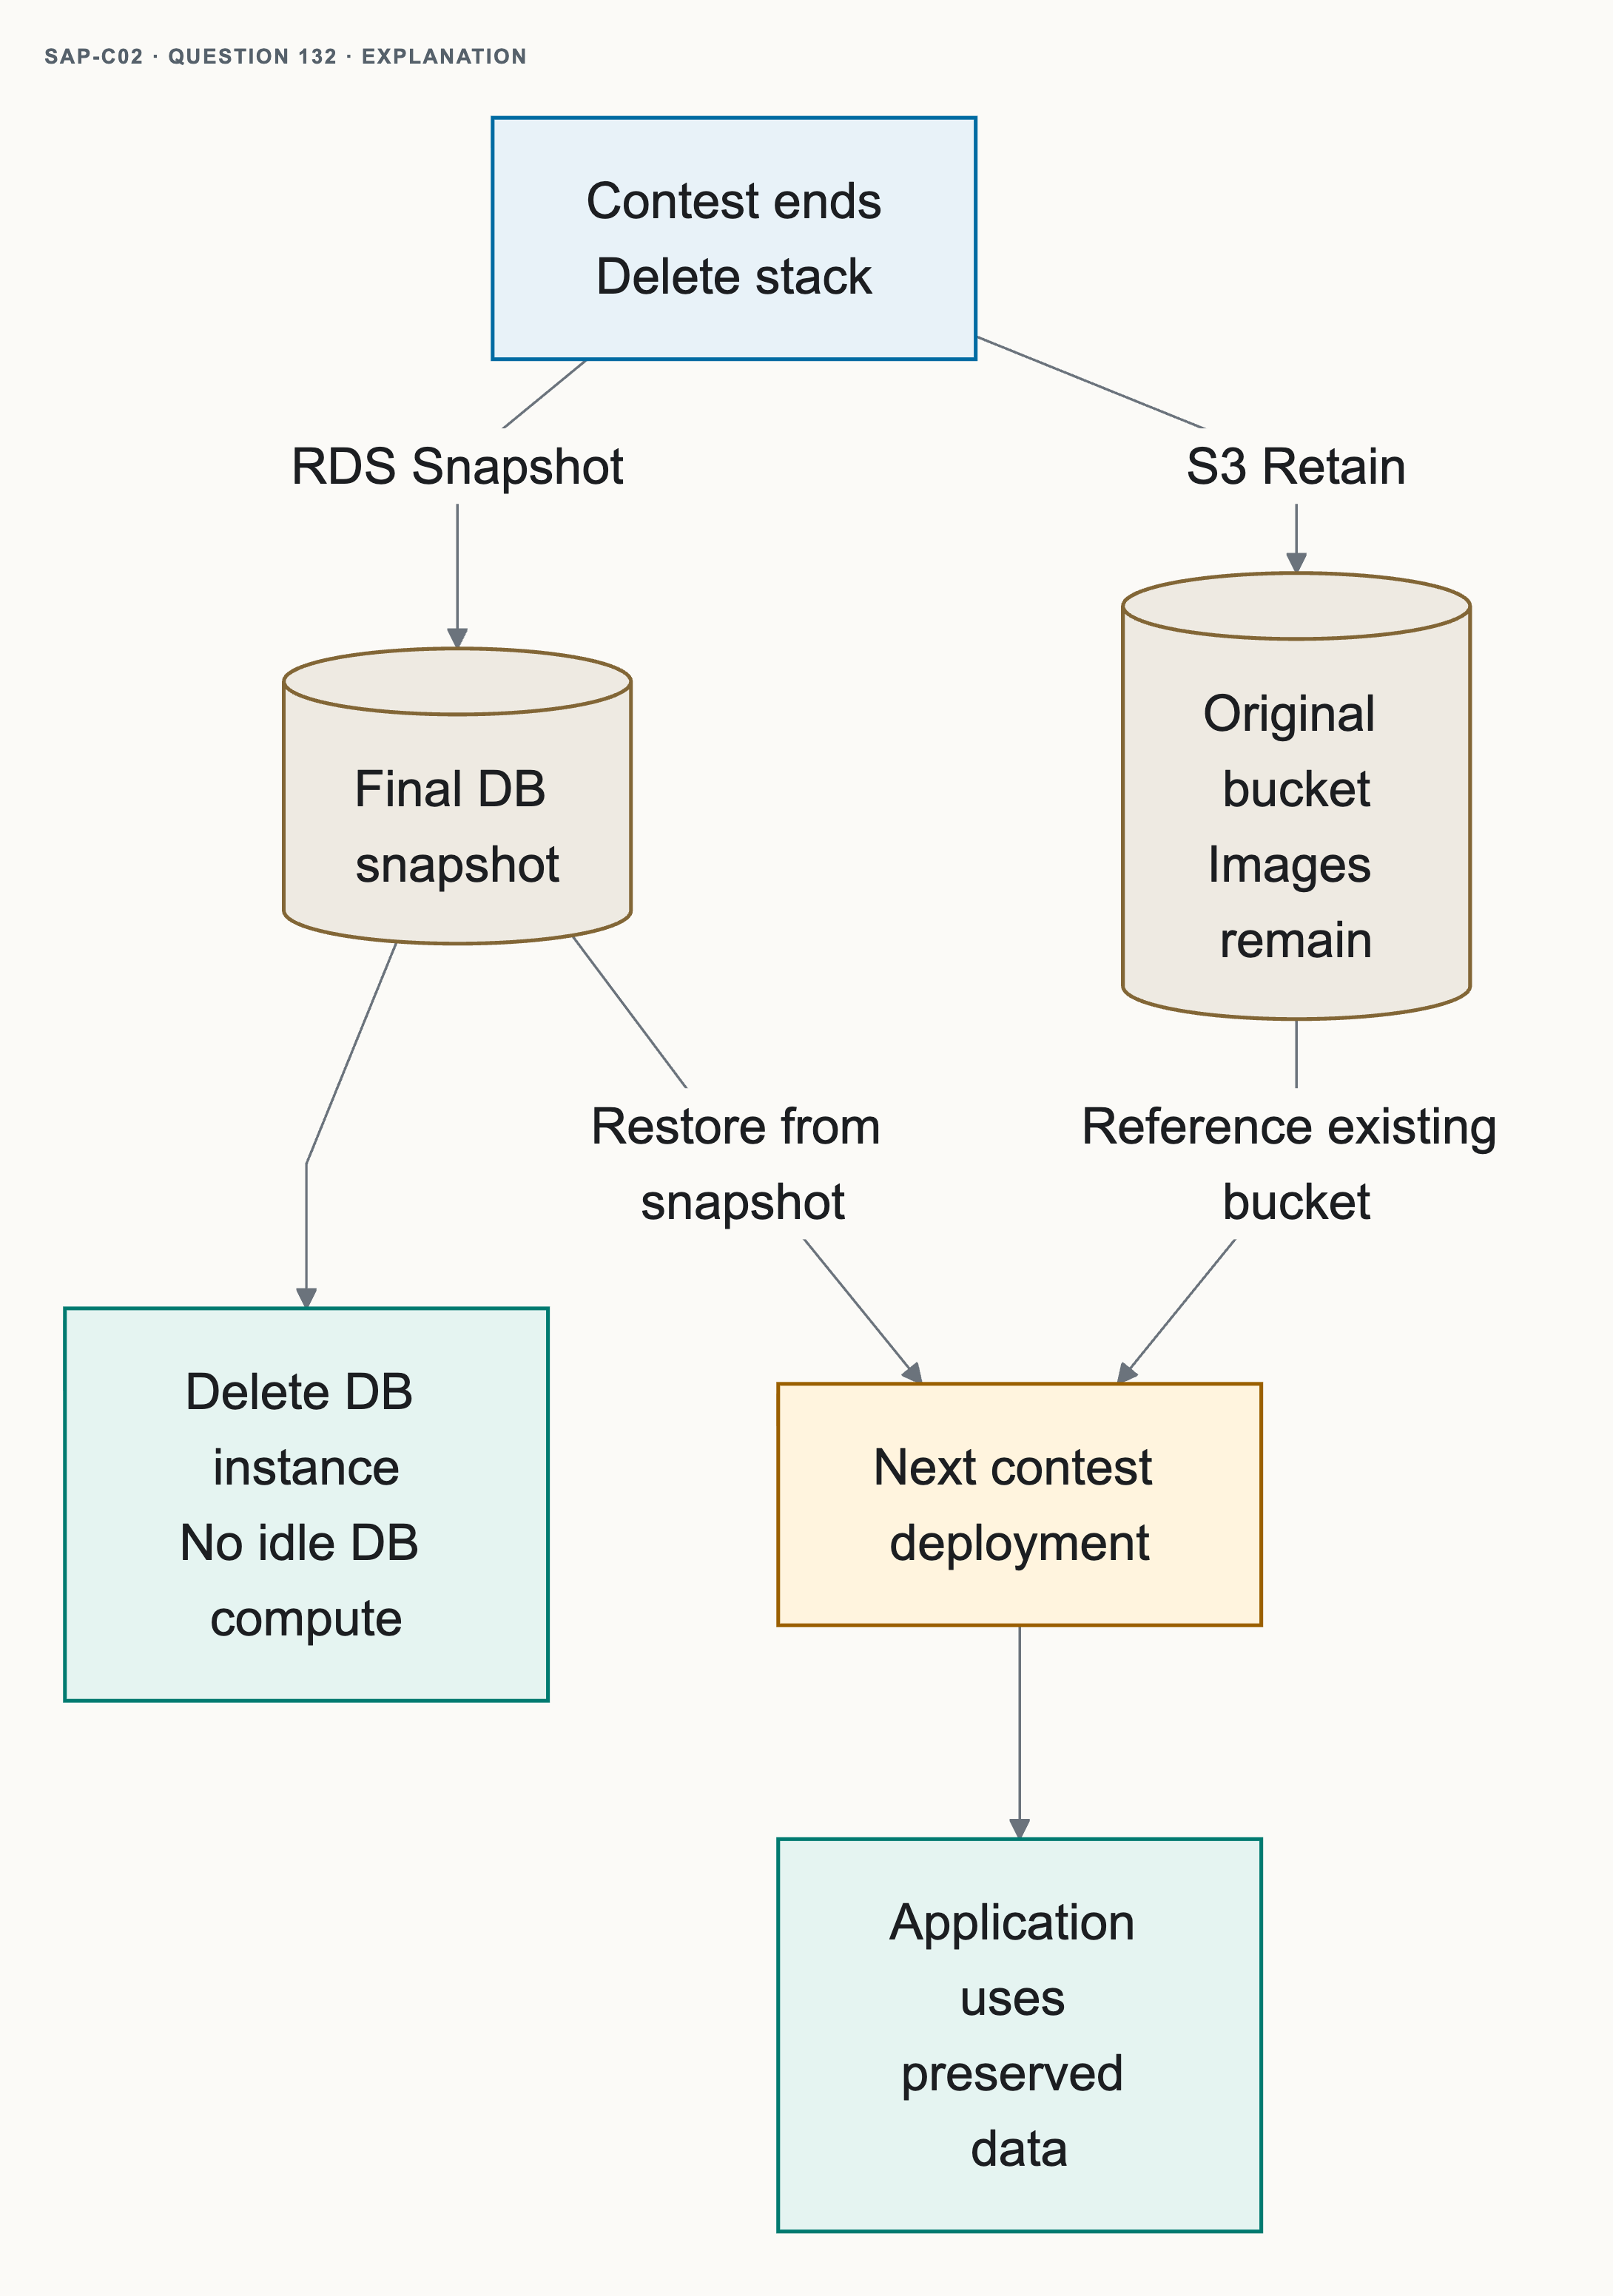 SAP-C02 · QUESTION 132 · EXPLANATION
Contest ends
Delete stack
RDS Snapshot
S3 Retain
Final DB
snapshot
Original
bucket
Images
remain
Restore from
snapshot
Reference existing
bucket
Delete DB
instance
No idle DB
compute
Next contest
deployment
Application
uses
preserved
data